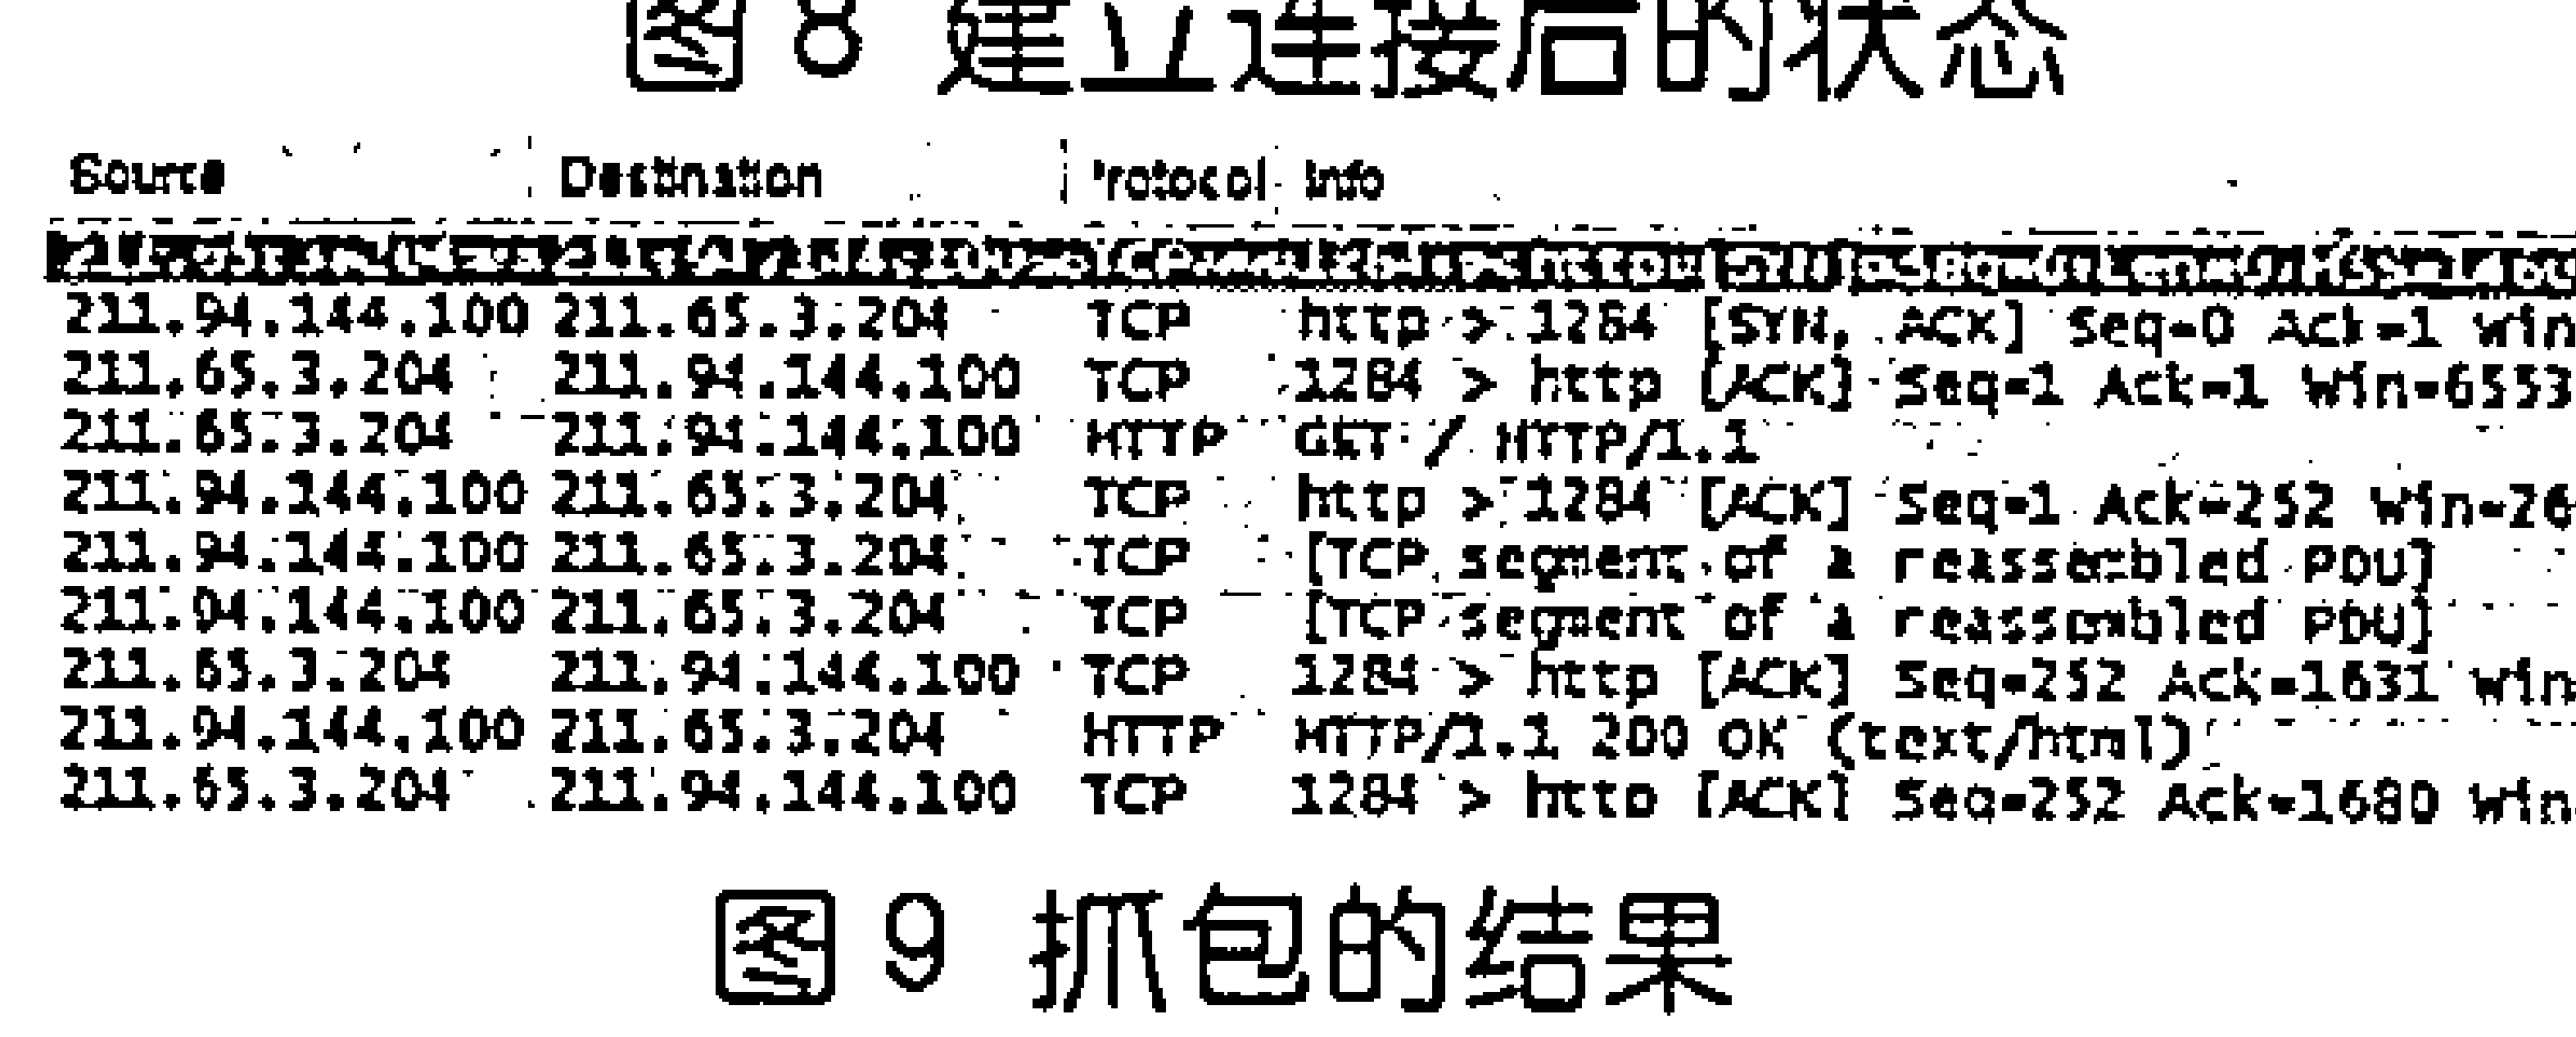 图 8 建立连接后的状态
Source Destination Protocol Info
211.94.144.100 211.65.3.204 TCP http > 1284 [SYN, ACK] Seq=0 Ack=1 Win
211.65.3.204 211.94.144.100 TCP 1284 > http [ACK] Seq=1 Ack=1 Win=6553
211.65.3.204 211.94.144.100 HTTP GET / HTTP/1.1
211.94.144.100 211.65.3.204 TCP http > 1284 [ACK] Seq=1 Ack=252 Win=26
211.94.144.100 211.65.3.204 TCP [TCP segment of a reassembled PDU]
211.94.144.100 211.65.3.204 TCP [TCP segment of a reassembled PDU]
211.65.3.204 211.94.144.100 TCP 1284 > http [ACK] Seq=252 Ack=1631 Win
211.94.144.100 211.65.3.204 HTTP HTTP/1.1 200 OK (text/html)
211.65.3.204 211.94.144.100 TCP 1284 > http [ACK] Seq=252 Ack=1680 Win
图 9 抓包的结果